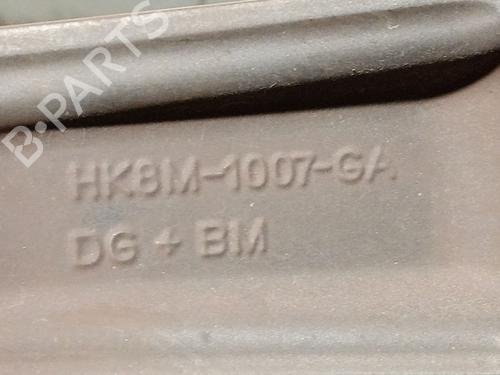 B-PARTS
HK8M-1007-GA
DG + BM